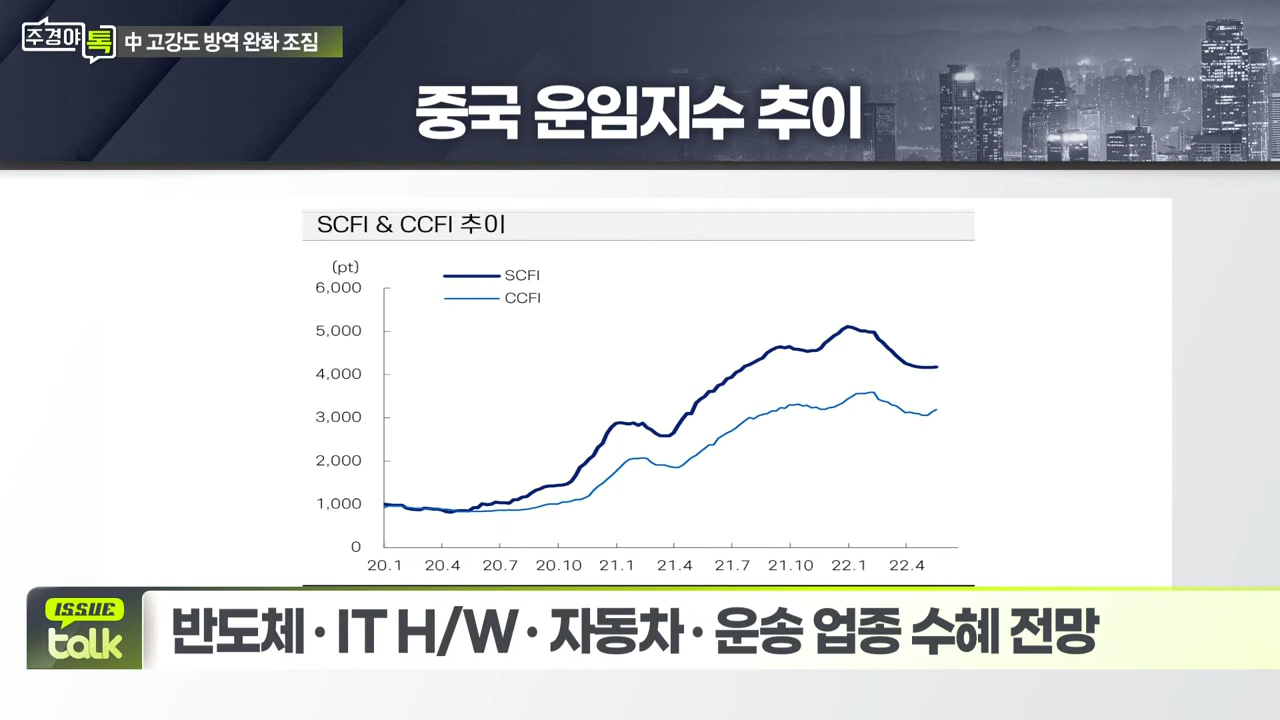 주경야톡
中 고강도 방역 완화 조짐
중국 운임지수 추이
SCFI & CCFI 추이
(pt)
SCFI
CCFI
6,000
5,000
4,000
3,000
2,000
1,000
0
20.1 20.4 20.7 20.10 21.1 21.4 21.7 21.10 22.1 22.4
ISSUE
talk
반도체·IT H/W·자동차·운송 업종 수혜 전망